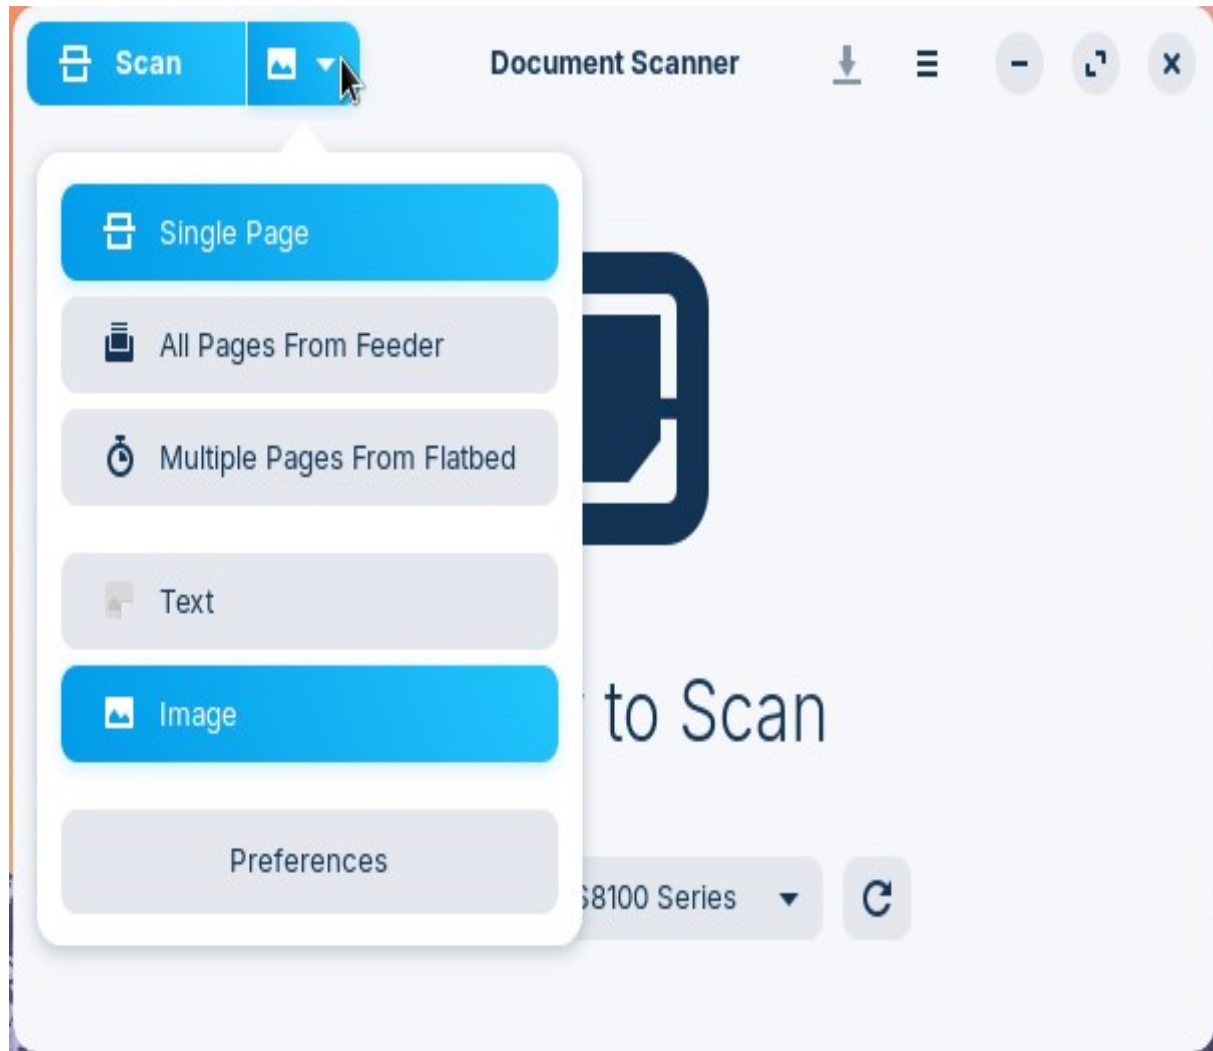 Scan
Document Scanner
Single Page
All Pages From Feeder
Multiple Pages From Flatbed
Text
Image
to Scan
Preferences
8100 Series